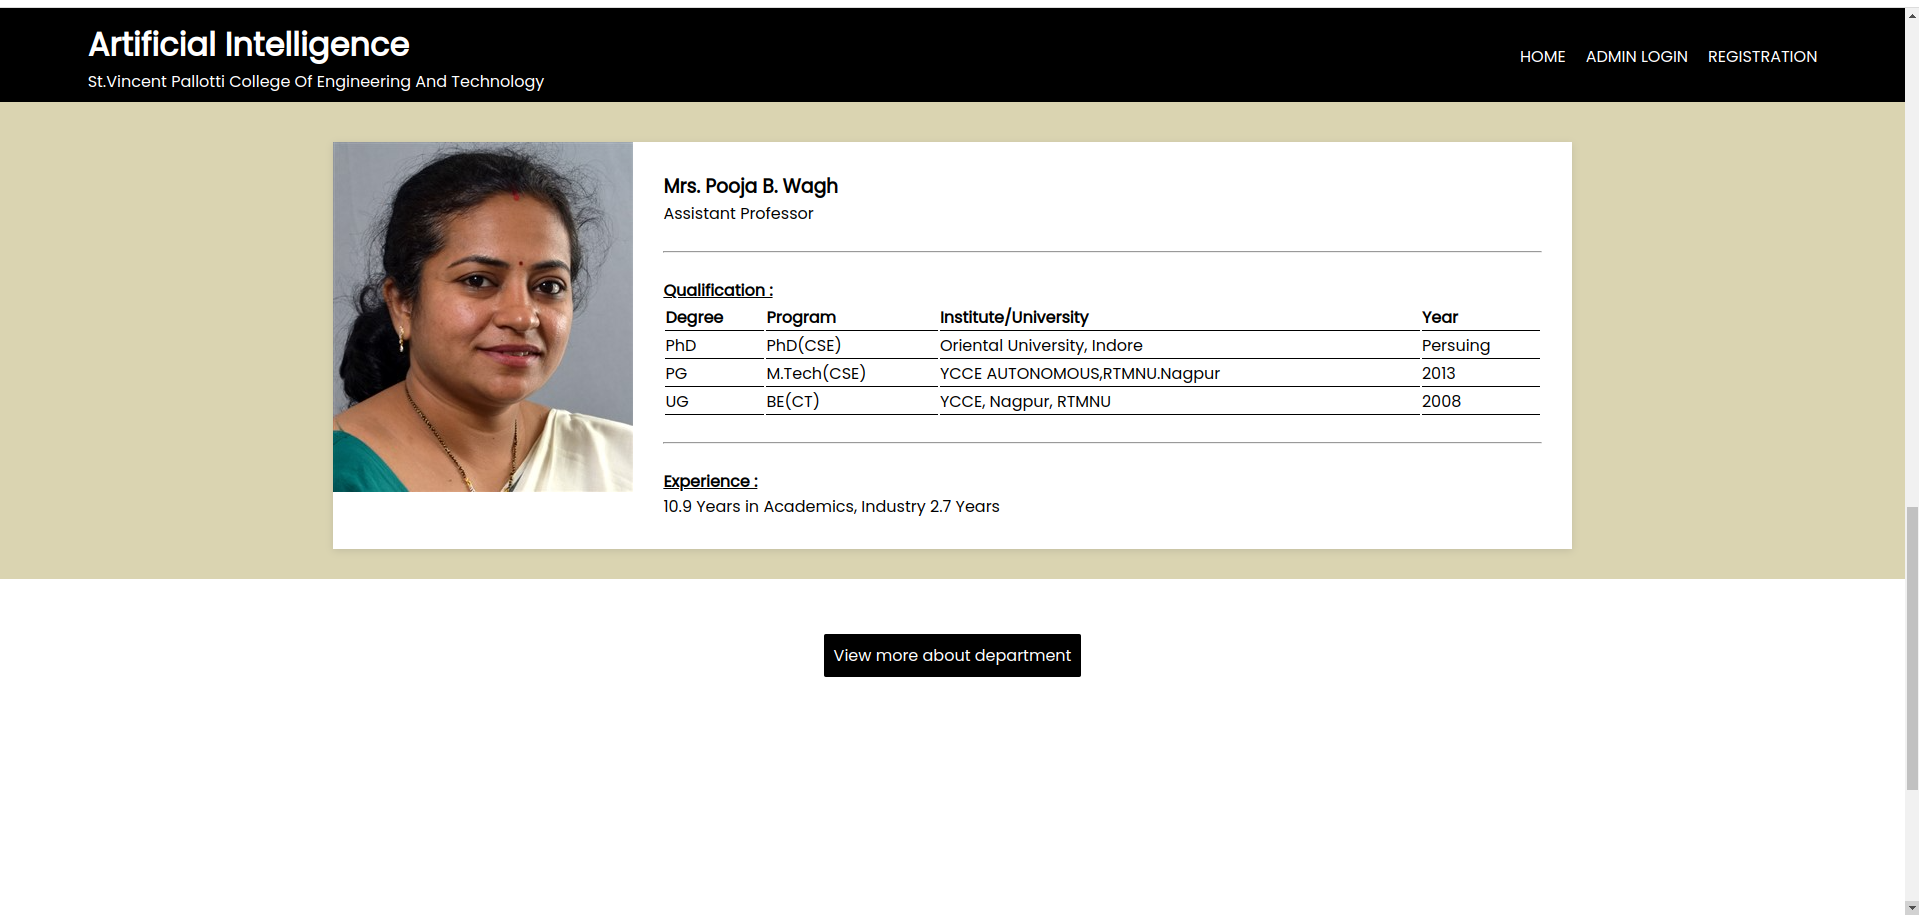 Artificial Intelligence
St.Vincent Pallotti College Of Engineering And Technology
HOME ADMIN LOGIN REGISTRATION
Mrs. Pooja B. Wagh
Assistant Professor
Qualification :
Degree Program Institute/University Year
PhD PhD(CSE) Oriental University, Indore Persuing
PG M.Tech(CSE) YCCE AUTONOMOUS,RTMNU.Nagpur 2013
UG BE(CT) YCCE, Nagpur, RTMNU 2008
Experience :
10.9 Years in Academics, Industry 2.7 Years
View more about department